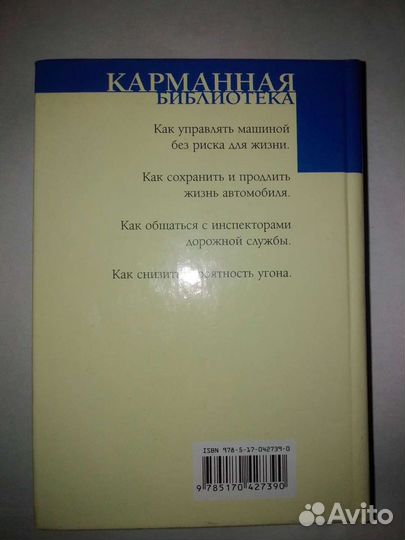 КАРМАННАЯ
БИБЛИОТЕКА
Как управлять машиной
без риска для жизни.
Как сохранить и продлить
жизнь автомобиля.
Как общаться с инспекторами
дорожной службы.
Как снизить угона.
ISBN 978-5-17-042739-0
9 785170 427390
Avito